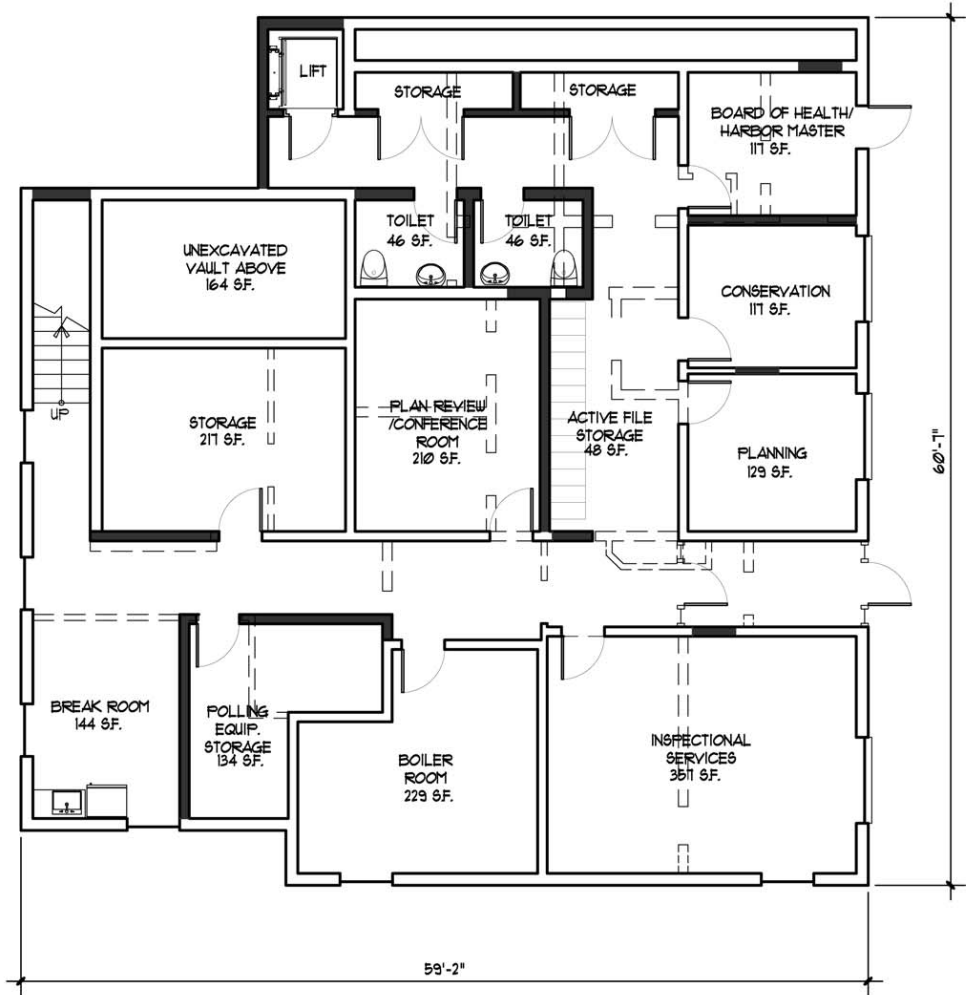 LIFT
STORAGE
STORAGE
BOARD OF HEALTH/
HARBOR MASTER
117 S.F.
TOILET
46 S.F.
TOILET
46 S.F.
UNEXCAVATED
VAULT ABOVE
164 S.F.
CONSERVATION
117 S.F.
UP
STORAGE
217 S.F.
PLAN REVIEW
/CONFERENCE
ROOM
210 S.F.
ACTIVE FILE
STORAGE
48 S.F.
PLANNING
129 S.F.
60'-7"
BREAK ROOM
144 S.F.
POLLING
EQUIP.
STORAGE
134 S.F.
BOILER
ROOM
229 S.F.
INSPECTIONAL
SERVICES
357 S.F.
59'-2"